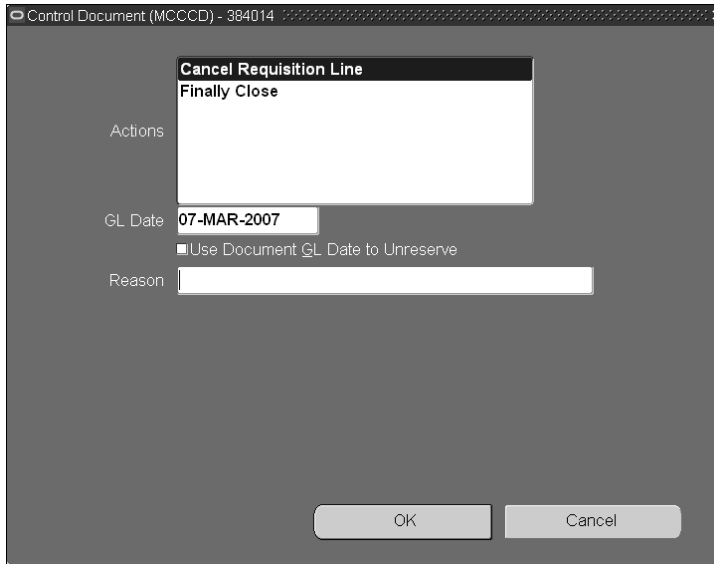 Control Document (MCCCD) - 384014
Cancel Requisition Line
Finally Close
Actions
GL Date 07-MAR-2007
Use Document GL Date to Unreserve
Reason
OK Cancel